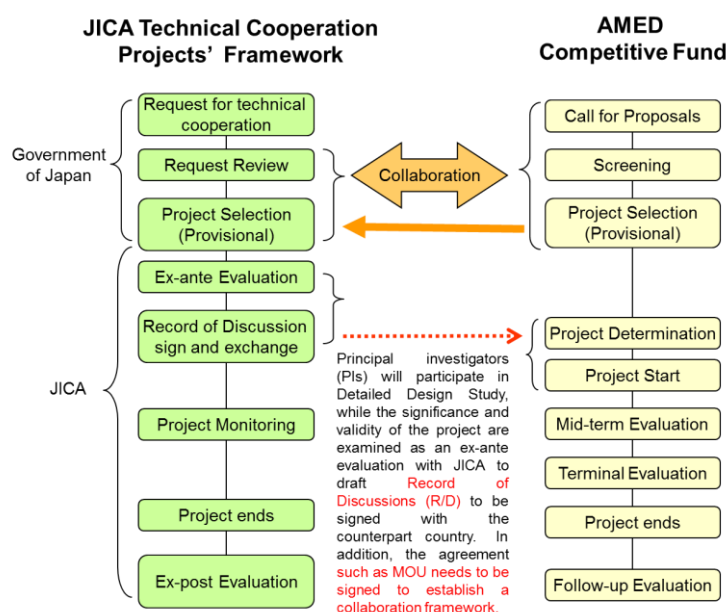 JICA Technical Cooperation
Projects' Framework
AMED
Competitive Fund
Government
of Japan
Request for technical
cooperation
Request Review
Project Selection
(Provisional)
Collaboration
Call for Proposals
Screening
Project Selection
(Provisional)
JICA
Ex-ante Evaluation
Record of Discussion
sign and exchange
Project Monitoring
Project ends
Ex-post Evaluation
Principal investigators
(PIs) will participate in
Detailed Design Study,
while the significance and
validity of the project are
examined as an ex-ante
evaluation with JICA to
draft Record of
Discussions (R/D) to be
signed with the
counterpart country. In
addition, the agreement
such as MOU needs to be
signed to establish a
collaboration framework.
Project Determination
Project Start
Mid-term Evaluation
Terminal Evaluation
Project ends
Follow-up Evaluation